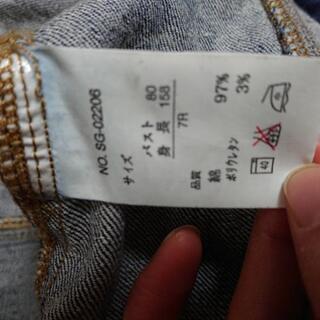 NO. SG-02206
サイズ
バスト 80
身長 158
7R
品質
綿 97%
ポリウレタン 3%
40